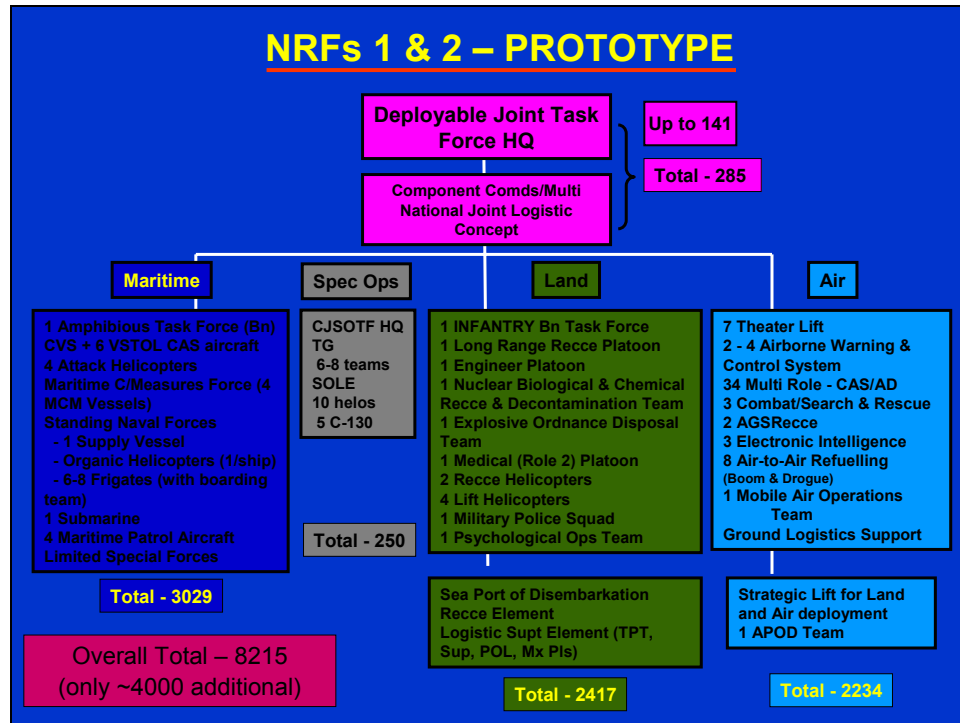 NRFs 1 & 2 – PROTOTYPE
Deployable Joint Task
Force HQ
Up to 141
Total - 285
Component Comds/Multi
National Joint Logistic
Concept
Maritime
1 Amphibious Task Force (Bn)
CVS + 6 VSTOL CAS aircraft
4 Attack Helicopters
Maritime C/Measures Force (4
MCM Vessels)
Standing Naval Forces
- 1 Supply Vessel
- Organic Helicopters (1/ship)
- 6-8 Frigates (with boarding
team)
1 Submarine
4 Maritime Patrol Aircraft
Limited Special Forces
Total - 3029
Spec Ops
CJSOTF HQ
TG
6-8 teams
SOLE
10 helos
5 C-130
Total - 250
Land
1 INFANTRY Bn Task Force
1 Long Range Recce Platoon
1 Engineer Platoon
1 Nuclear Biological & Chemical
Recce & Decontamination Team
1 Explosive Ordnance Disposal
Team
1 Medical (Role 2) Platoon
2 Recce Helicopters
4 Lift Helicopters
1 Military Police Squad
1 Psychological Ops Team
Sea Port of Disembarkation
Recce Element
Logistic Supt Element (TPT,
Sup, POL, Mx Pls)
Total - 2417
Air
7 Theater Lift
2 - 4 Airborne Warning &
Control System
34 Multi Role - CAS/AD
3 Combat/Search & Rescue
2 AGSRecce
3 Electronic Intelligence
8 Air-to-Air Refuelling
(Boom & Drogue)
1 Mobile Air Operations
Team
Ground Logistics Support
Strategic Lift for Land
and Air deployment
1 APOD Team
Total - 2234
Overall Total – 8215
(only ~4000 additional)